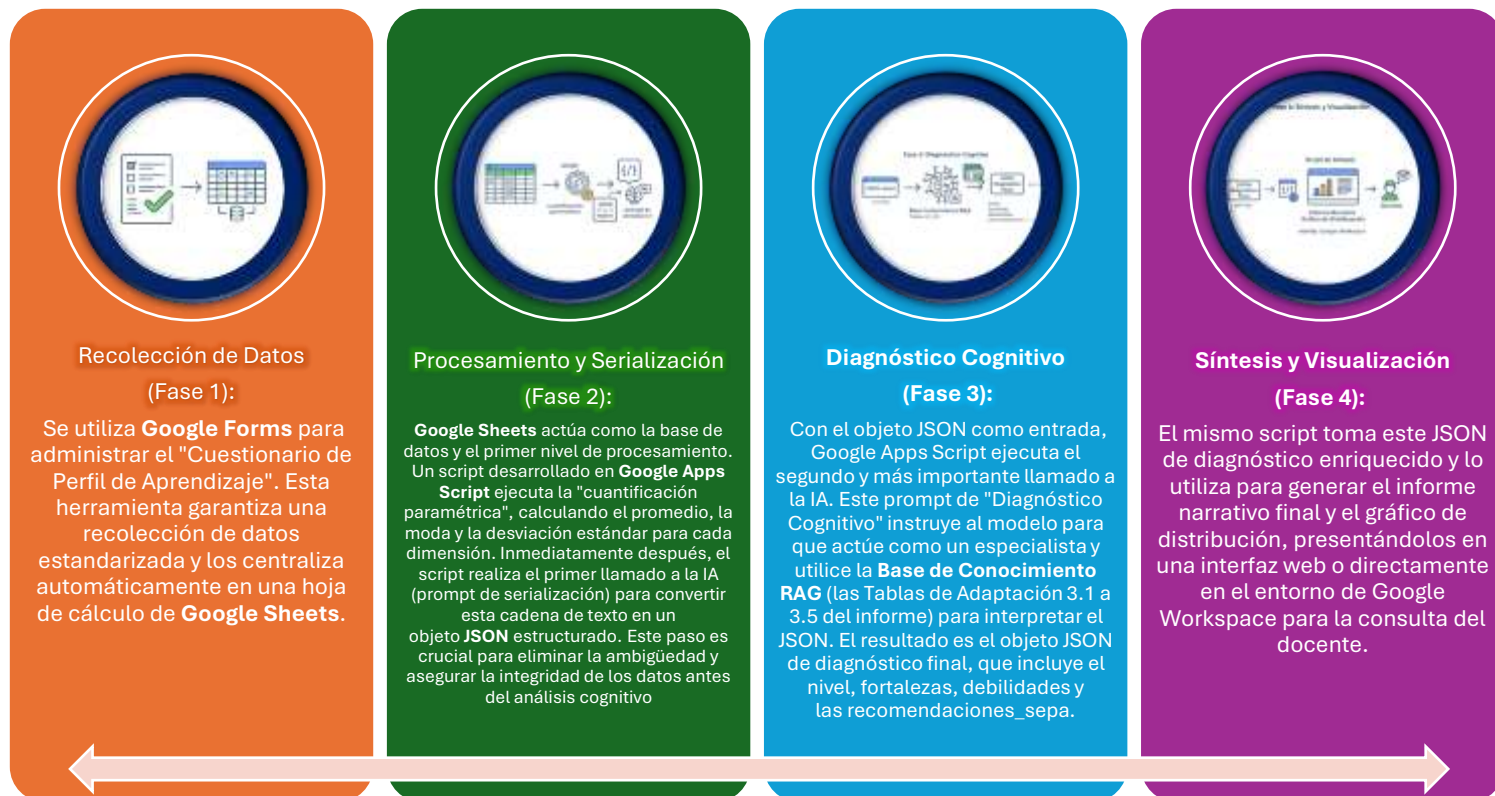 Recolección de Datos
(Fase 1):
Se utiliza Google Forms para
administrar el "Cuestionario de
Perfil de Aprendizaje". Esta
herramienta garantiza una
recolección de datos
estandarizada y los centraliza
automáticamente en una hoja
de cálculo de Google Sheets.
Procesamiento y Serialización
(Fase 2):
Google Sheets actúa como la base de
datos y el primer nivel de procesamiento.
Un script desarrollado en Google Apps
Script ejecuta la "cuantificación
paramétrica", calculando el promedio, la
moda y la desviación estándar para cada
dimensión. Inmediatamente después, el
script realiza el primer llamado a la IA
(prompt de serialización) para convertir
esta cadena de texto en un
objeto JSON estructurado. Este paso es
crucial para eliminar la ambigüedad y
asegurar la integridad de los datos antes
del análisis cognitivo
Diagnóstico Cognitivo
(Fase 3):
Con el objeto JSON como entrada,
Google Apps Script ejecuta el
segundo y más importante llamado a
la IA. Este prompt de "Diagnóstico
Cognitivo" instruye al modelo para
que actúe como un especialista y
utilice la Base de Conocimiento
RAG (las Tablas de Adaptación 3.1 a
3.5 del informe) para interpretar el
JSON. El resultado es el objeto JSON
de diagnóstico final, que incluye el
nivel, fortalezas, debilidades y
las recomendaciones_sepa.
Síntesis y Visualización
(Fase 4):
El mismo script toma este JSON
de diagnóstico enriquecido y lo
utiliza para generar el informe
narrativo final y el gráfico de
distribución, presentándolos en
una interfaz web o directamente
en el entorno de Google
Workspace para la consulta del
docente.